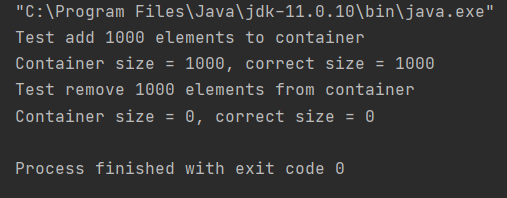 "C:\Program Files\Java\jdk-11.0.10\bin\java.exe"
Test add 1000 elements to container
Container size = 1000, correct size = 1000
Test remove 1000 elements from container
Container size = 0, correct size = 0
Process finished with exit code 0